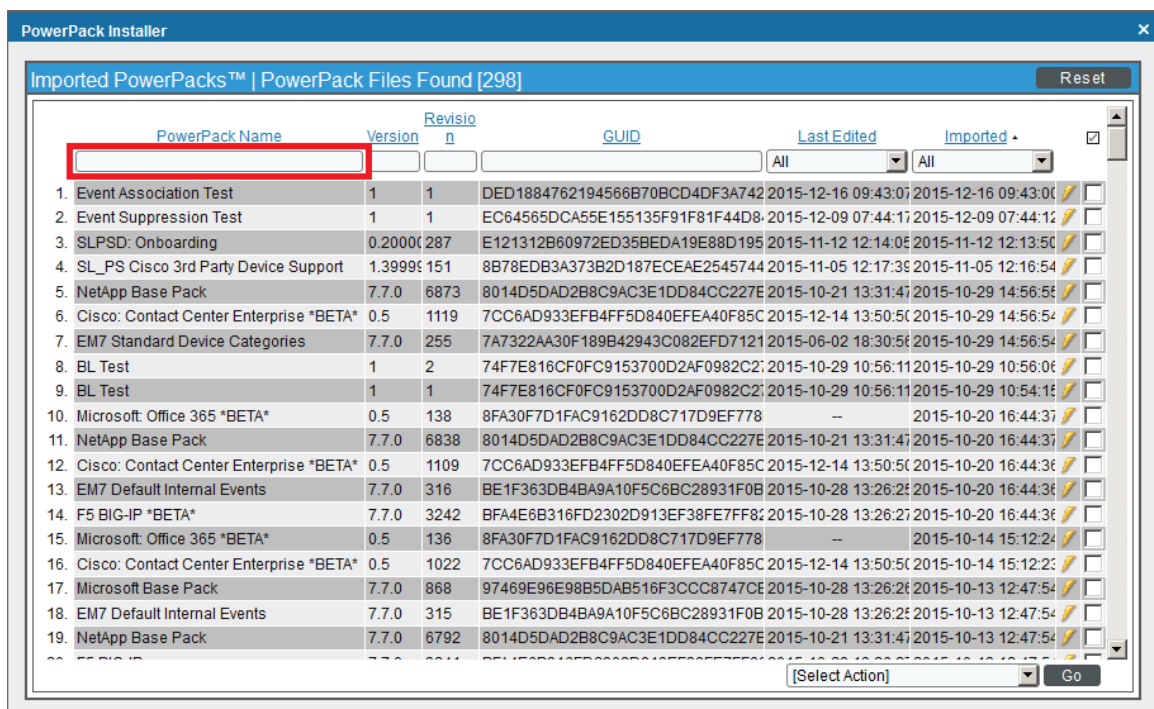 PowerPack Installer
Imported PowerPacks™ | PowerPack Files Found [298]
Reset
PowerPack Name Version Revision GUID Last Edited Imported
All All
1. Event Association Test 1 1 DED1884762194566B70BCD4DF3A742 2015-12-16 09:43:07 2015-12-16 09:43:00
2. Event Suppression Test 1 1 EC64565DCA55E155135F91F81F44D84 2015-12-09 07:44:17 2015-12-09 07:44:12
3. SLPSD: Onboarding 0.20000 287 E121312B60972ED35BEDA19E88D195 2015-11-12 12:14:05 2015-11-12 12:13:50
4. SL_PS Cisco 3rd Party Device Support 1.39999 151 8B78EDB3A373B2D187ECEAE2545744 2015-11-05 12:17:39 2015-11-05 12:16:54
5. NetApp Base Pack 7.7.0 6873 8014D5DAD2B8C9AC3E1DD84CC227E 2015-10-21 13:31:47 2015-10-29 14:56:55
6. Cisco: Contact Center Enterprise *BETA* 0.5 1119 7CC6AD933EFB4FF5D840EFEA40F85C 2015-12-14 13:50:50 2015-10-29 14:56:54
7. EM7 Standard Device Categories 7.7.0 255 7A7322AA30F189B42943C082EFD7121 2015-06-02 18:30:56 2015-10-29 14:56:54
8. BL Test 1 2 74F7E816CF0FC9153700D2AF0982C27 2015-10-29 10:56:11 2015-10-29 10:56:06
9. BL Test 1 1 74F7E816CF0FC9153700D2AF0982C27 2015-10-29 10:56:11 2015-10-29 10:54:15
10. Microsoft: Office 365 *BETA* 0.5 138 8FA30F7D1FAC9162DD8C717D9EF778 -- 2015-10-20 16:44:37
11. NetApp Base Pack 7.7.0 6838 8014D5DAD2B8C9AC3E1DD84CC227E 2015-10-21 13:31:47 2015-10-20 16:44:37
12. Cisco: Contact Center Enterprise *BETA* 0.5 1109 7CC6AD933EFB4FF5D840EFEA40F85C 2015-12-14 13:50:50 2015-10-20 16:44:36
13. EM7 Default Internal Events 7.7.0 316 BE1F363DB4BA9A10F5C6BC28931F0B 2015-10-28 13:26:25 2015-10-20 16:44:36
14. F5 BIG-IP *BETA* 7.7.0 3242 BFA4E6B316FD2302D913EF38FE7FF82 2015-10-28 13:26:27 2015-10-20 16:44:36
15. Microsoft: Office 365 *BETA* 0.5 136 8FA30F7D1FAC9162DD8C717D9EF778 -- 2015-10-14 15:12:24
16. Cisco: Contact Center Enterprise *BETA* 0.5 1022 7CC6AD933EFB4FF5D840EFEA40F85C 2015-12-14 13:50:50 2015-10-14 15:12:23
17. Microsoft Base Pack 7.7.0 868 97469E96E98B5DAB516F3CCC8747CE 2015-10-28 13:26:26 2015-10-13 12:47:54
18. EM7 Default Internal Events 7.7.0 315 BE1F363DB4BA9A10F5C6BC28931F0B 2015-10-28 13:26:25 2015-10-13 12:47:54
19. NetApp Base Pack 7.7.0 6792 8014D5DAD2B8C9AC3E1DD84CC227E 2015-10-21 13:31:47 2015-10-13 12:47:54
[Select Action] Go